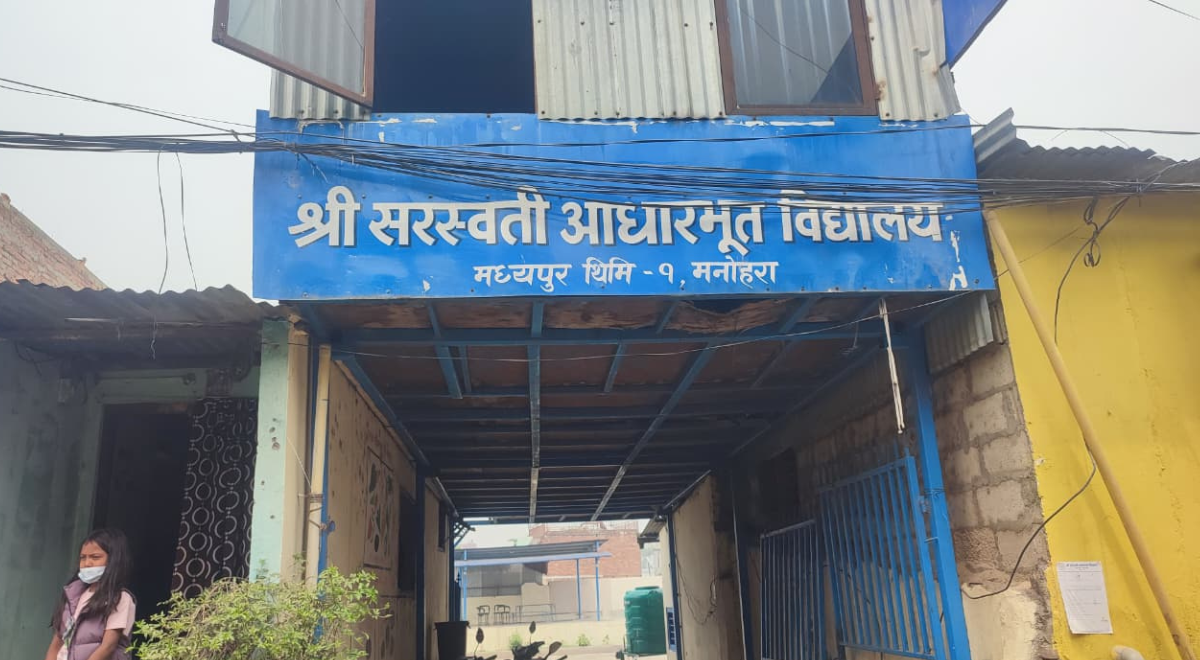 श्री सरस्वती आधारभूत विद्यालय
मध्यपुर थिमि - १, मनोहरा